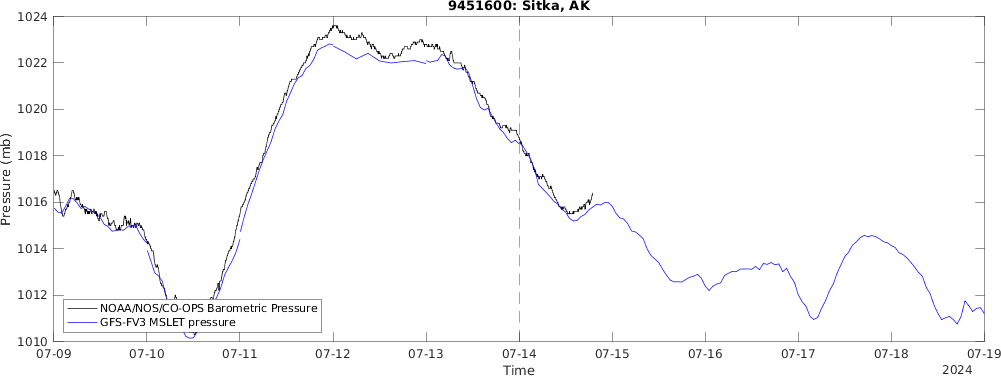 9451600: Sitka, AK
1024
1022
1020
1018
1016
1014
1012
1010
Pressure (mb)
NOAA/NOS/CO-OPS Barometric Pressure
GFS-FV3 MSLET pressure
07-09 07-10 07-11 07-12 07-13 07-14 07-15 07-16 07-17 07-18 07-19
Time
2024